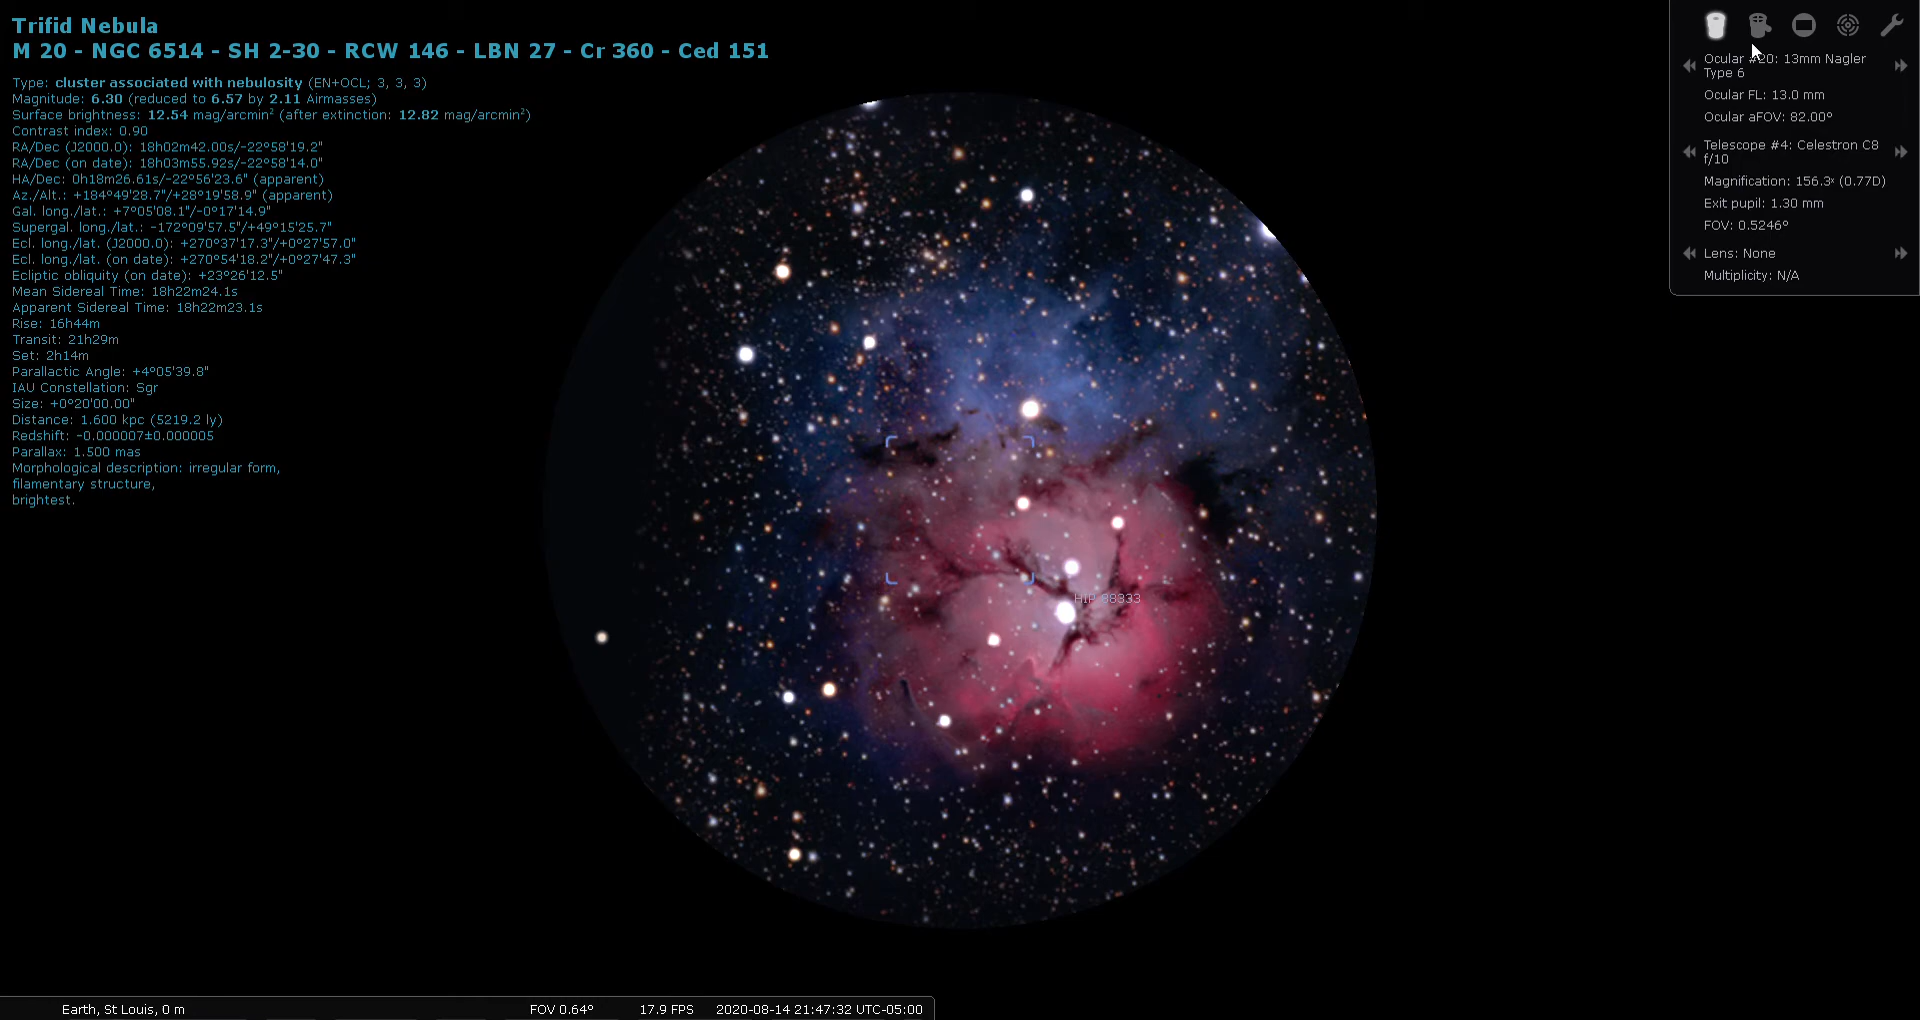 Trifid Nebula
M 20 - NGC 6514 - SH 2-30 - RCW 146 - LBN 27 - Cr 360 - Ced 151
Type: cluster associated with nebulosity (EN+OCL; 3, 3, 3)
Magnitude: 6.30 (reduced to 6.57 by 2.11 Airmasses)
Surface brightness: 12.54 mag/arcmin² (after extinction: 12.82 mag/arcmin²)
Contrast index: 0.90
RA/Dec (J2000.0): 18h02m42.00s/-22°58'19.2"
RA/Dec (on date): 18h03m55.92s/-22°58'14.0"
HA/Dec: 0h18m26.61s/-22°56'23.6" (apparent)
Az./Alt.: +184°49'28.7"/+28°19'58.9" (apparent)
Gal. long./lat.: +7°05'08.1"/-0°17'14.9"
Supergal. long./lat.: -172°09'57.5"/+49°15'25.7"
Ecl. long./lat. (J2000.0): +270°37'17.3"/+0°27'57.0"
Ecl. long./lat. (on date): +270°54'18.2"/+0°27'47.3"
Ecliptic obliquity (on date): +23°26'12.5"
Mean Sidereal Time: 18h22m24.1s
Apparent Sidereal Time: 18h22m23.1s
Rise: 16h44m
Transit: 21h29m
Set: 2h14m
Parallactic Angle: +4°05'39.8"
IAU Constellation: Sgr
Size: +0°20'00.00"
Distance: 1.600 kpc (5219.2 ly)
Redshift: -0.000007±0.000005
Parallax: 1.500 mas
Morphological description: irregular form,
filamentary structure,
brightest.
Ocular #20: 13mm Nagler
Type 6
Ocular FL: 13.0 mm
Ocular aFOV: 82.00°
Telescope #4: Celestron C8
f/10
Magnification: 156.3ˣ (0.77D)
Exit pupil: 1.30 mm
FOV: 0.5246°
Lens: None
Multiplicity: N/A
HIP 88333
Earth, St Louis, 0 m
FOV 0.64°
17.9 FPS
2020-08-14 21:47:32 UTC-05:00